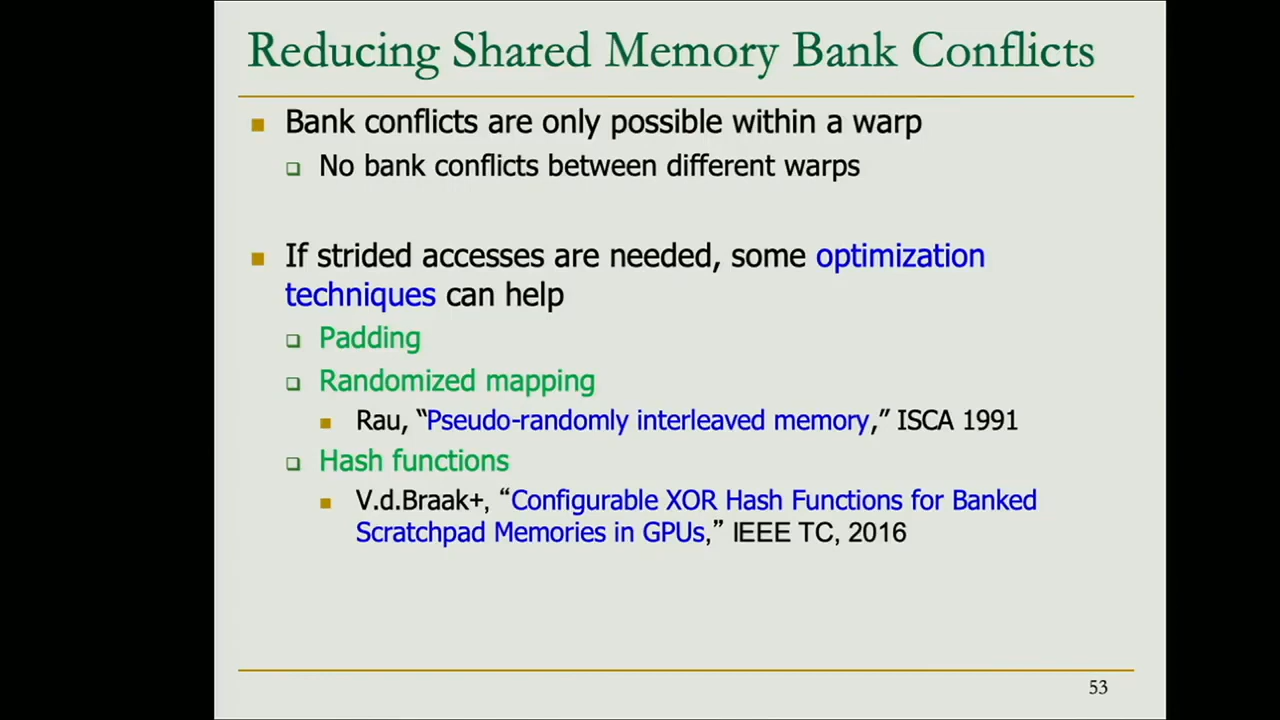 Reducing Shared Memory Bank Conflicts
Bank conflicts are only possible within a warp
No bank conflicts between different warps
If strided accesses are needed, some optimization
techniques can help
Padding
Randomized mapping
Rau, “Pseudo-randomly interleaved memory,” ISCA 1991
Hash functions
V.d.Braak+, “Configurable XOR Hash Functions for Banked
Scratchpad Memories in GPUs,” IEEE TC, 2016
53